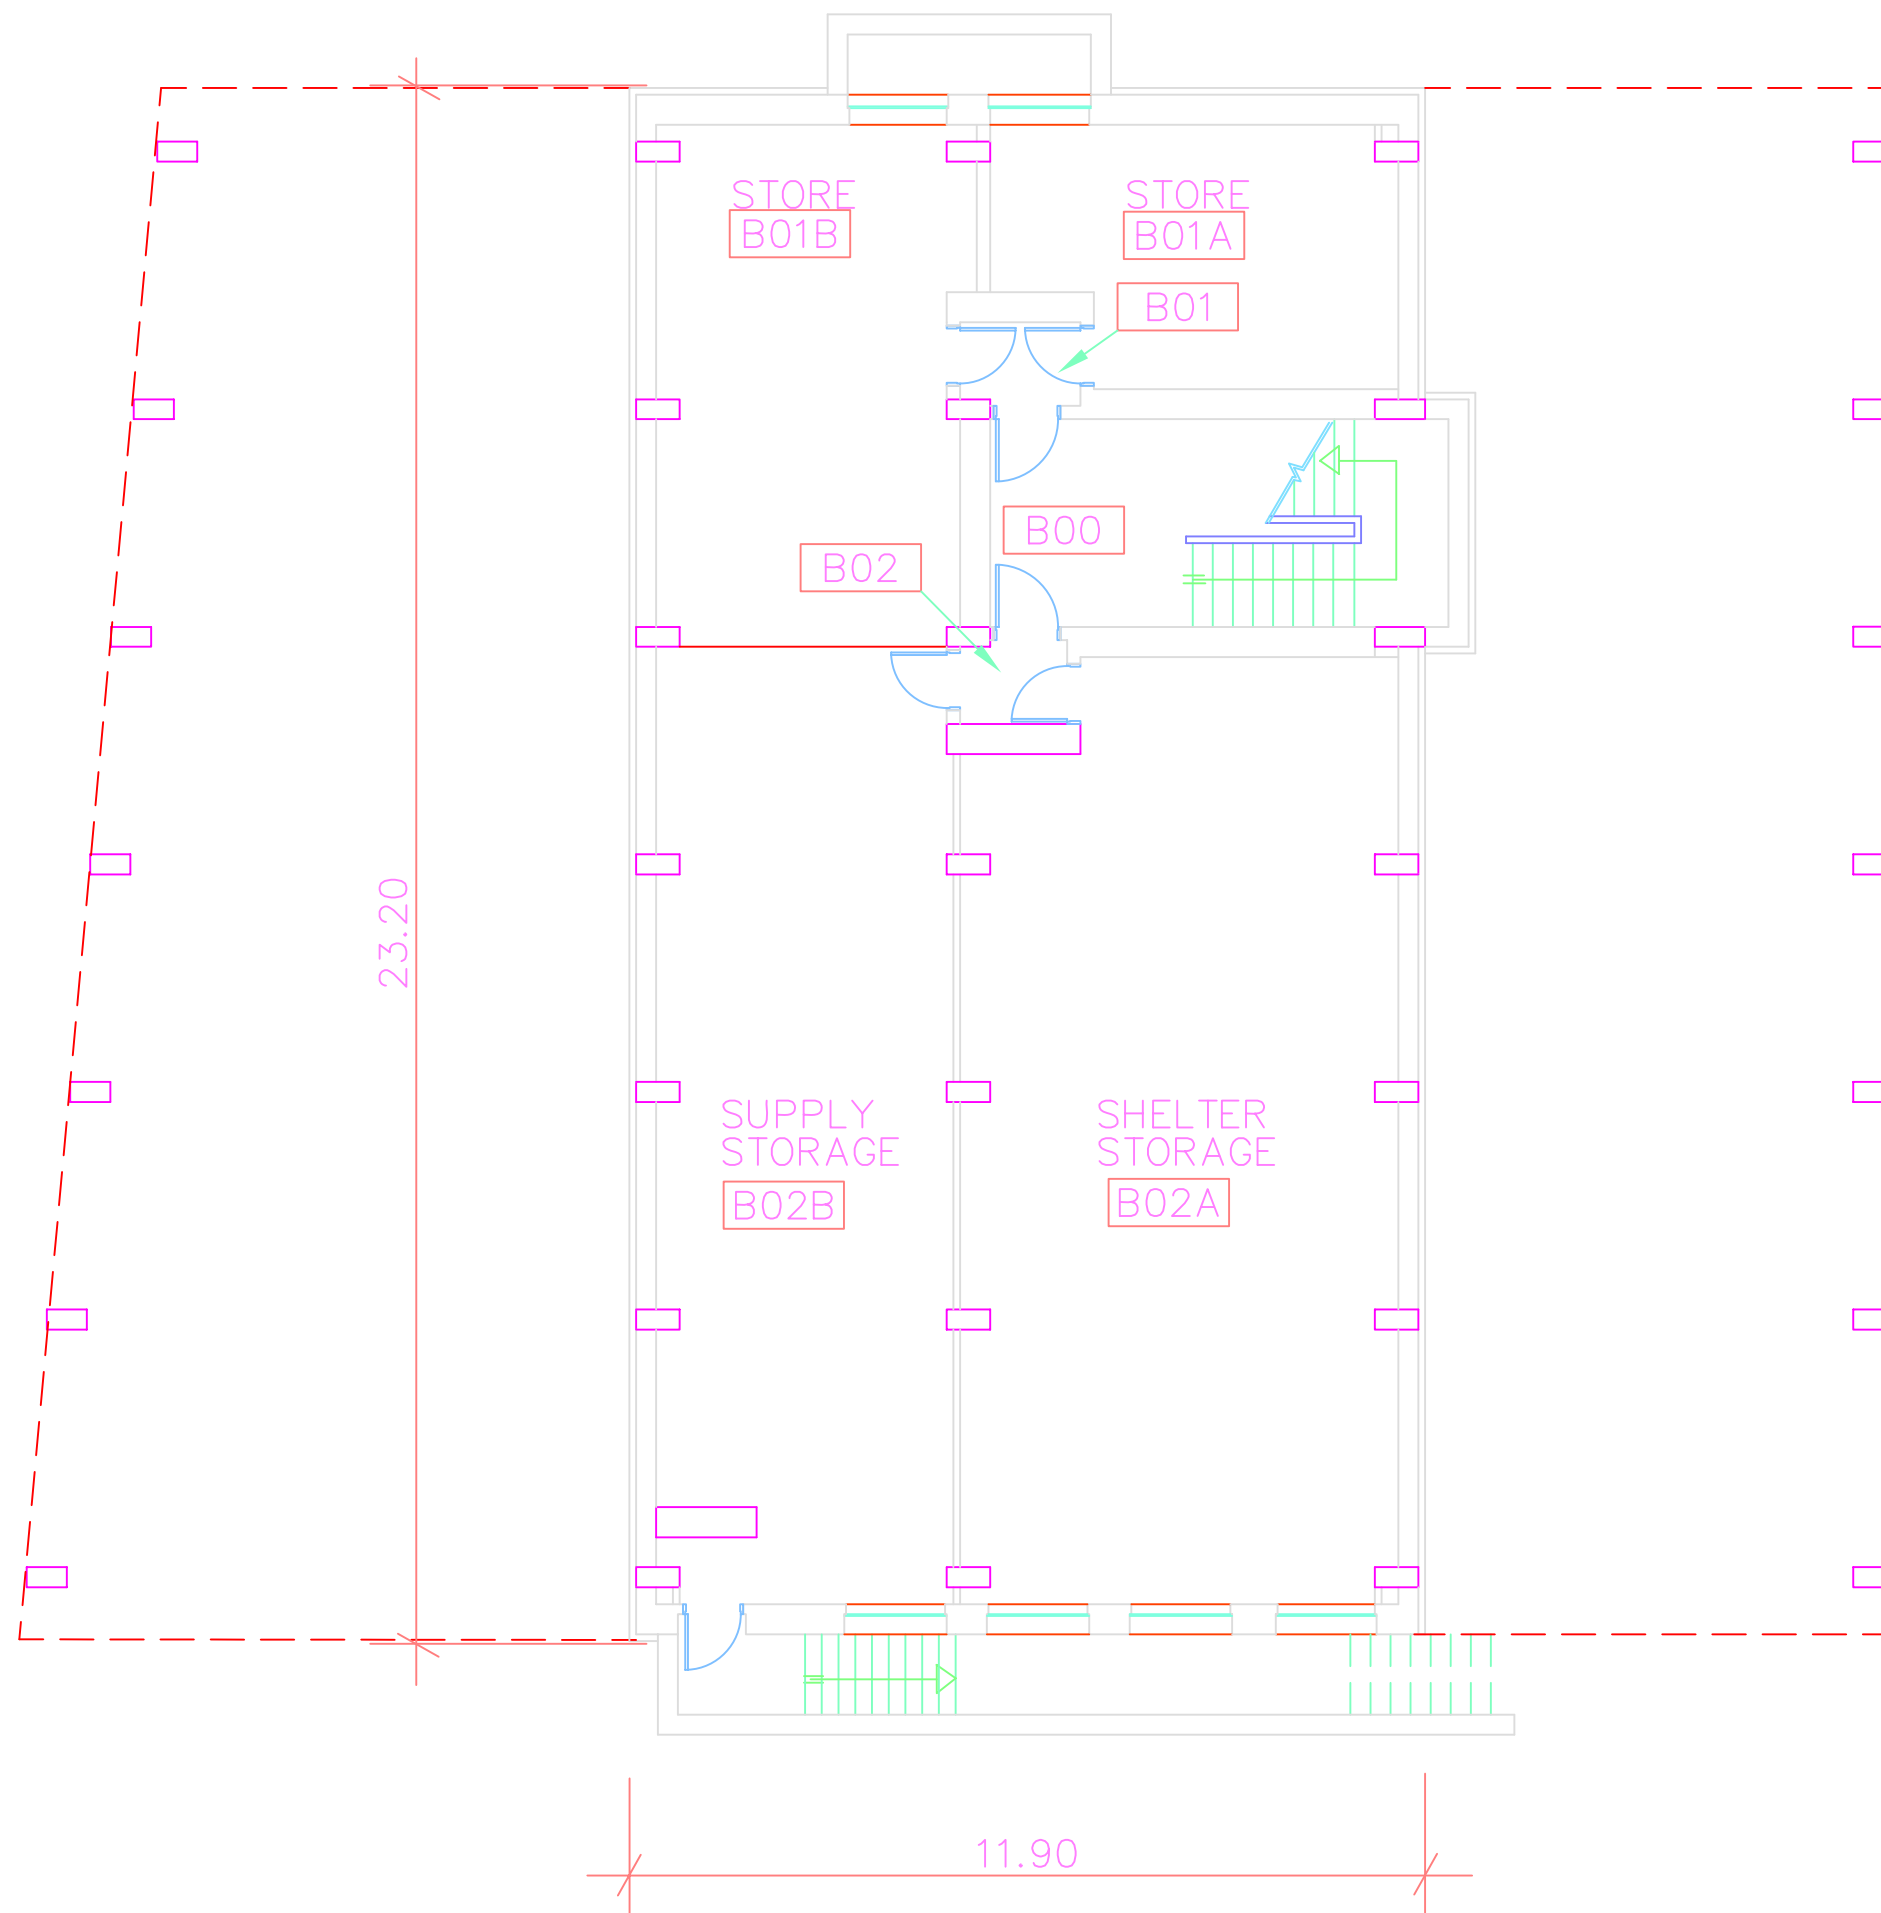 STORE
B01B
STORE
B01A
B01
B00
B02
23.20
SUPPLY
STORAGE
B02B
SHELTER
STORAGE
B02A
11.90